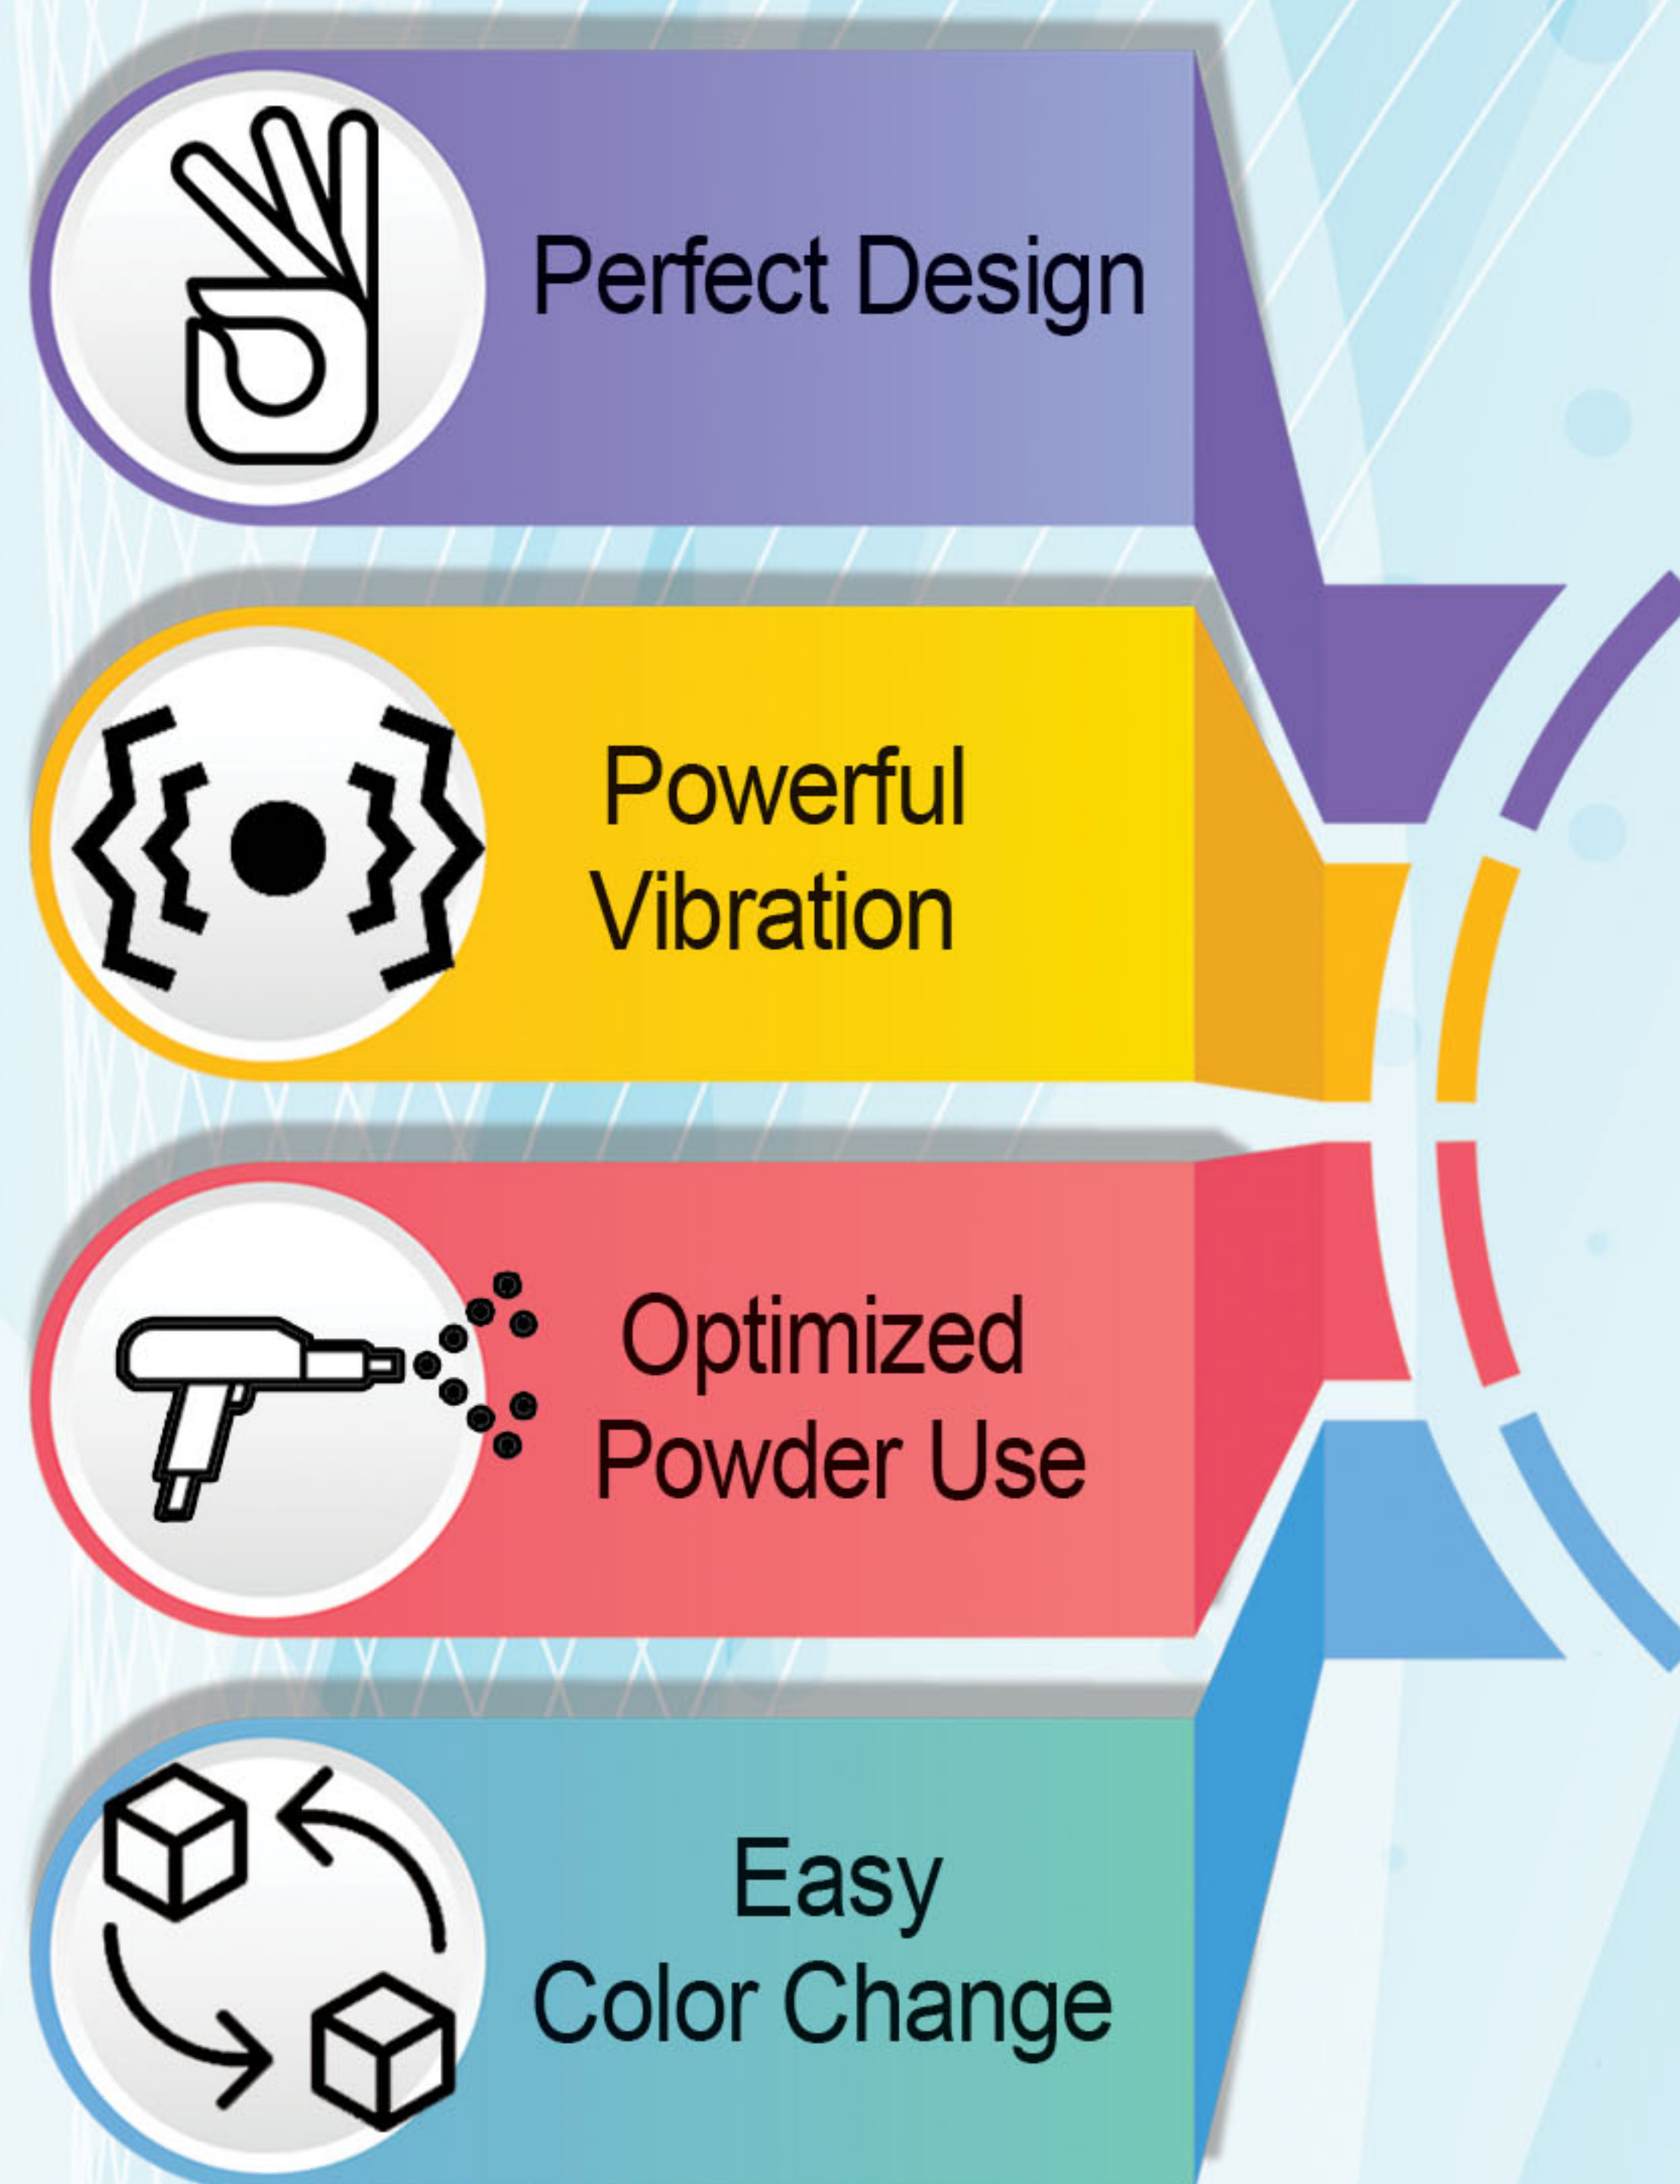 Perfect Design
Powerful
Vibration
Optimized
Powder Use
Easy
Color Change